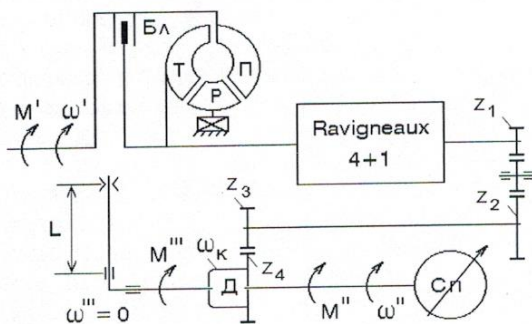 Бл
Т П
Р
M' ω'
Ravigneaux
4+1
z₁
z₂
z₃
L
M''' ωк
z₄
Д
Сп
ω''' = 0
M'' ω''